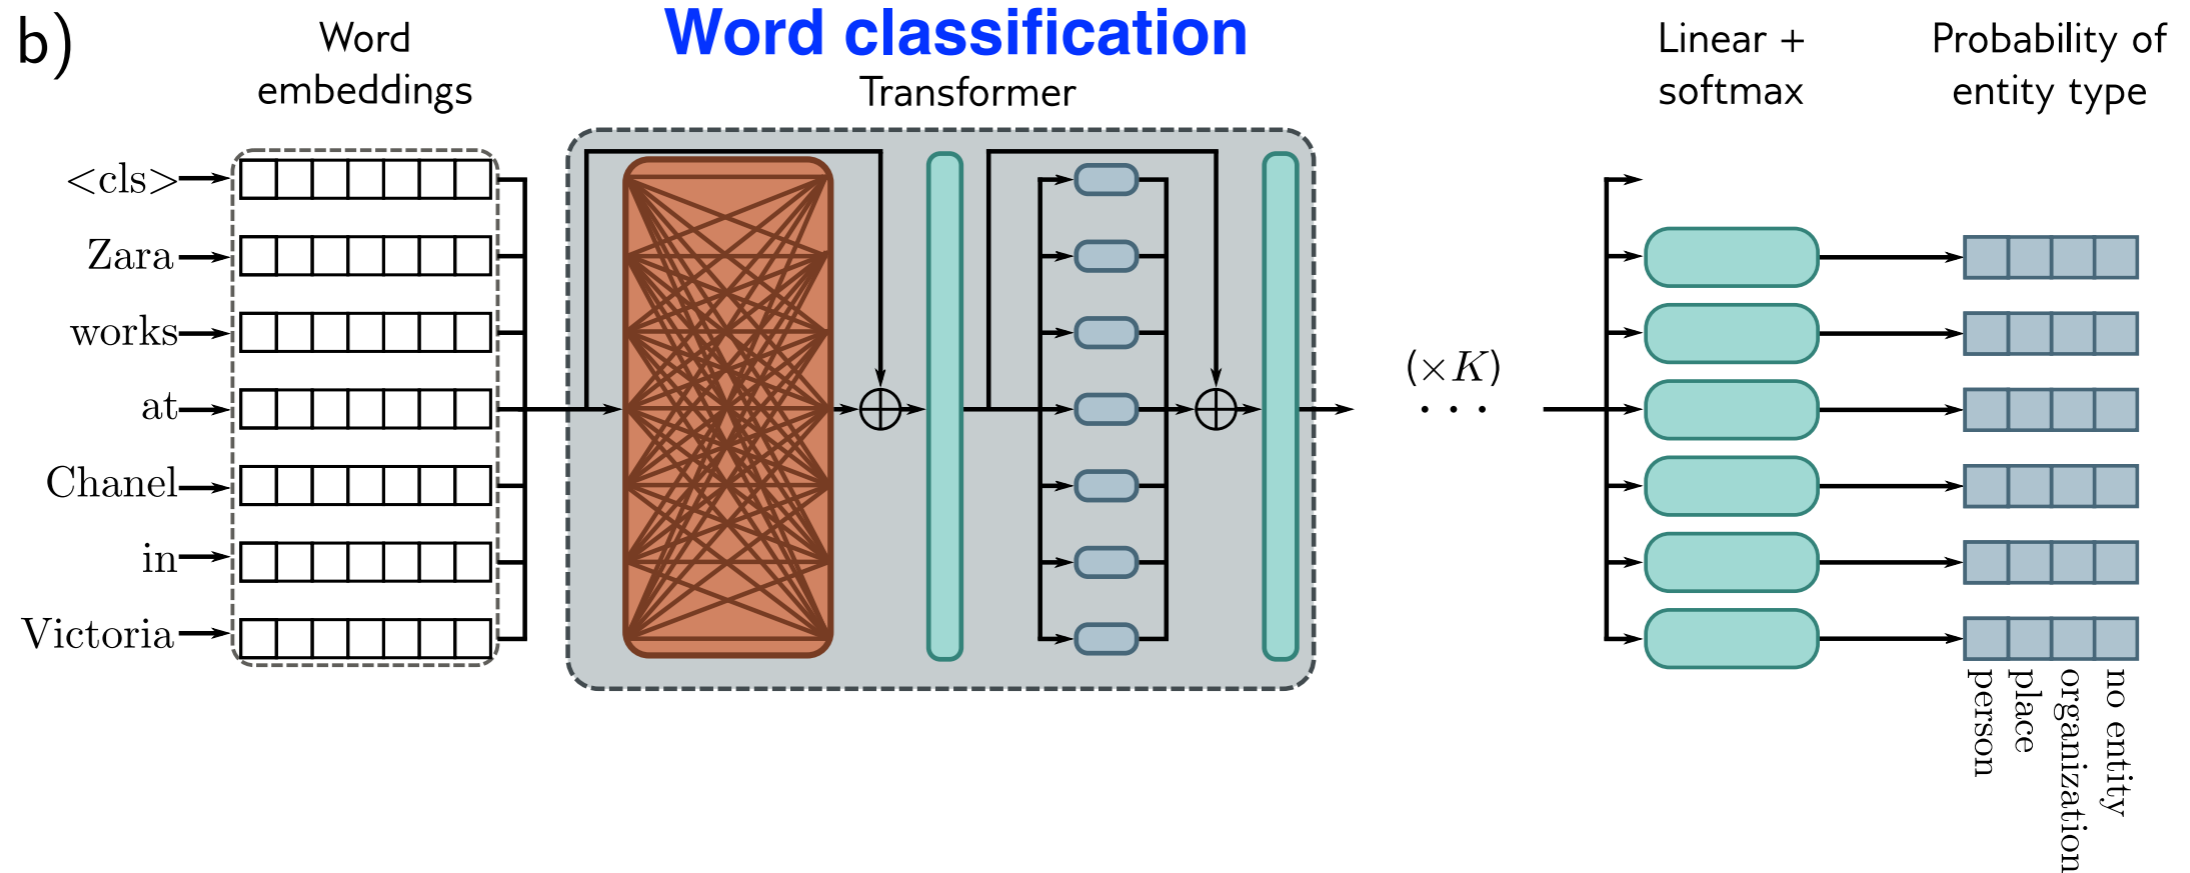 b)
Word
embeddings
Word classification
Transformer
Linear +
softmax
Probability of
entity type
<cls>
Zara
works
at
Chanel
in
Victoria
(×K)
· · ·
person
place
organization
no entity